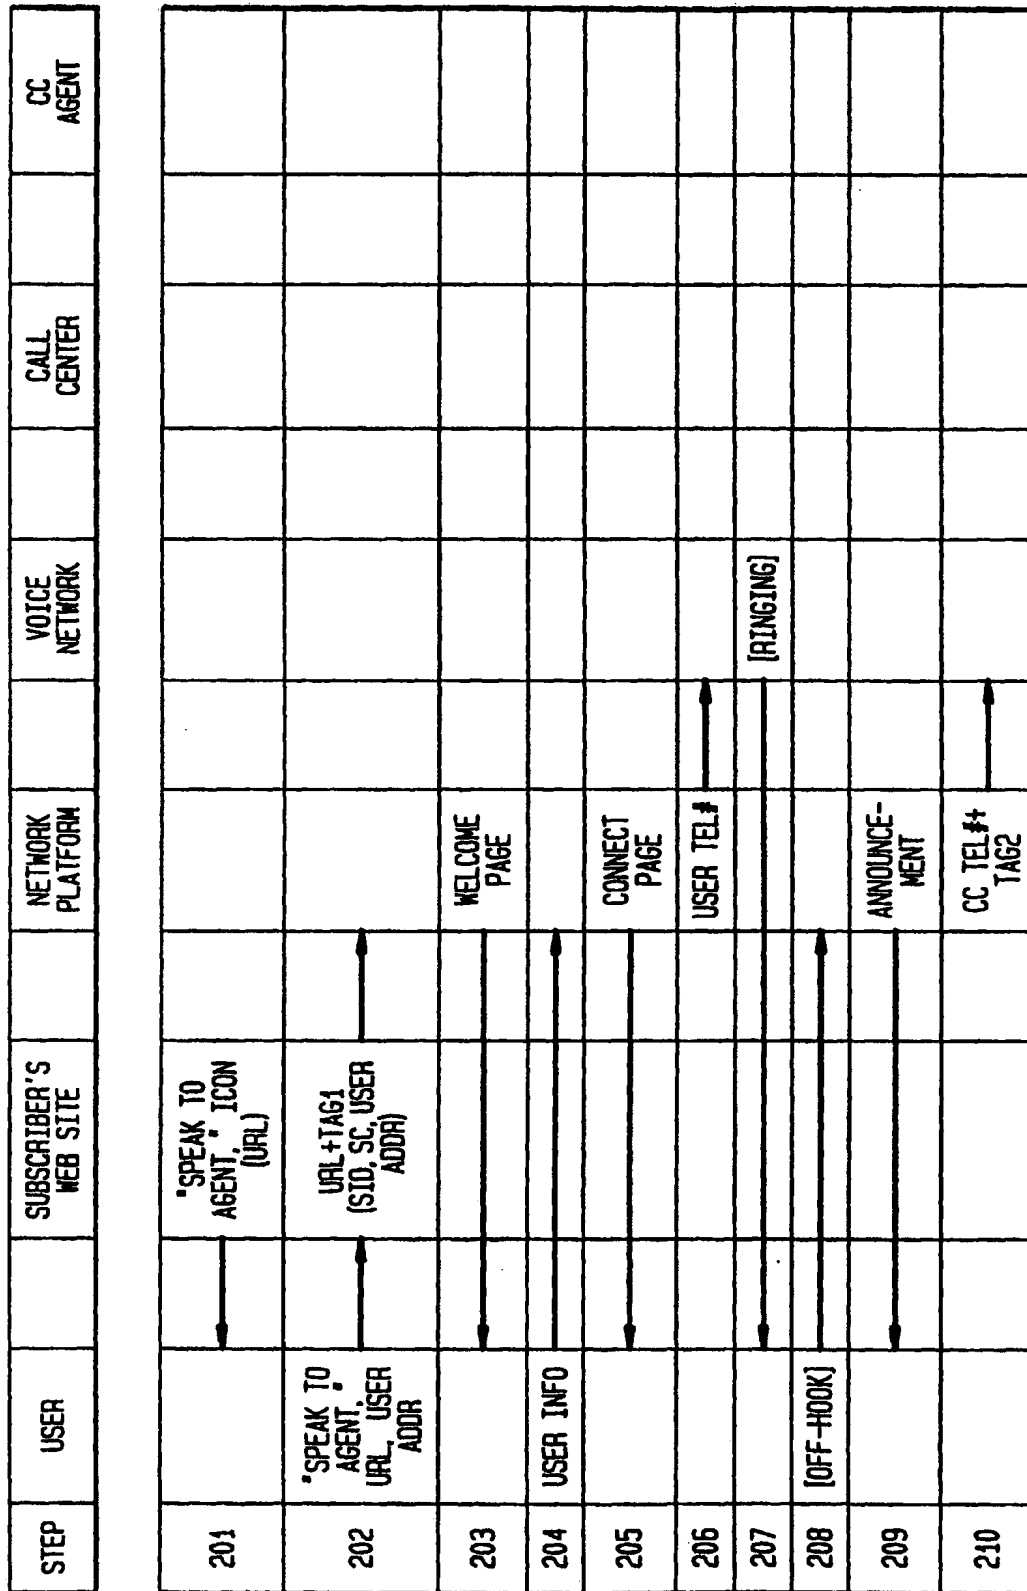 STEP
USER
SUBSCRIBER'S
WEB SITE
NETWORK
PLATFORM
VOICE
NETWORK
CALL
CENTER
CC
AGENT
201
"SPEAK TO
AGENT, " ICON
(URL)
202
"SPEAK TO
AGENT, "
URL, USER
ADDR
URL+TAG1
(SID, SC, USER
ADDR)
203
WELCOME
PAGE
204
USER INFO
205
CONNECT
PAGE
206
USER TEL#
207
[RINGING]
208
[OFF-HOOK]
209
ANNOUNCE-
MENT
210
CC TEL#+
TAG2